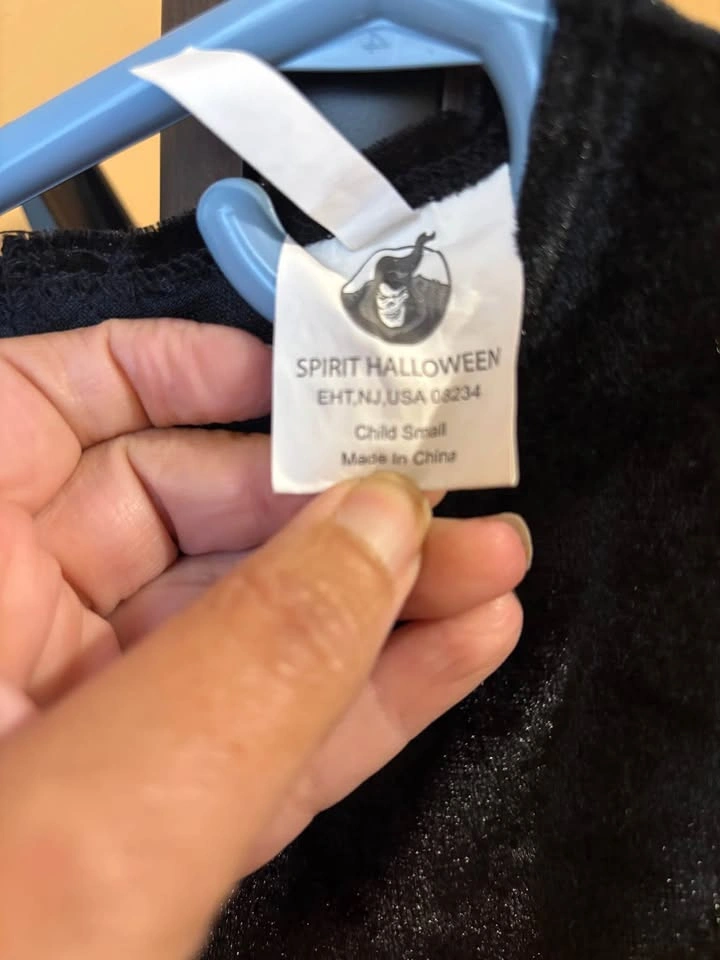 SPIRIT HALLOWEEN
EHT,NJ,USA 08234
Child Small
Made In China